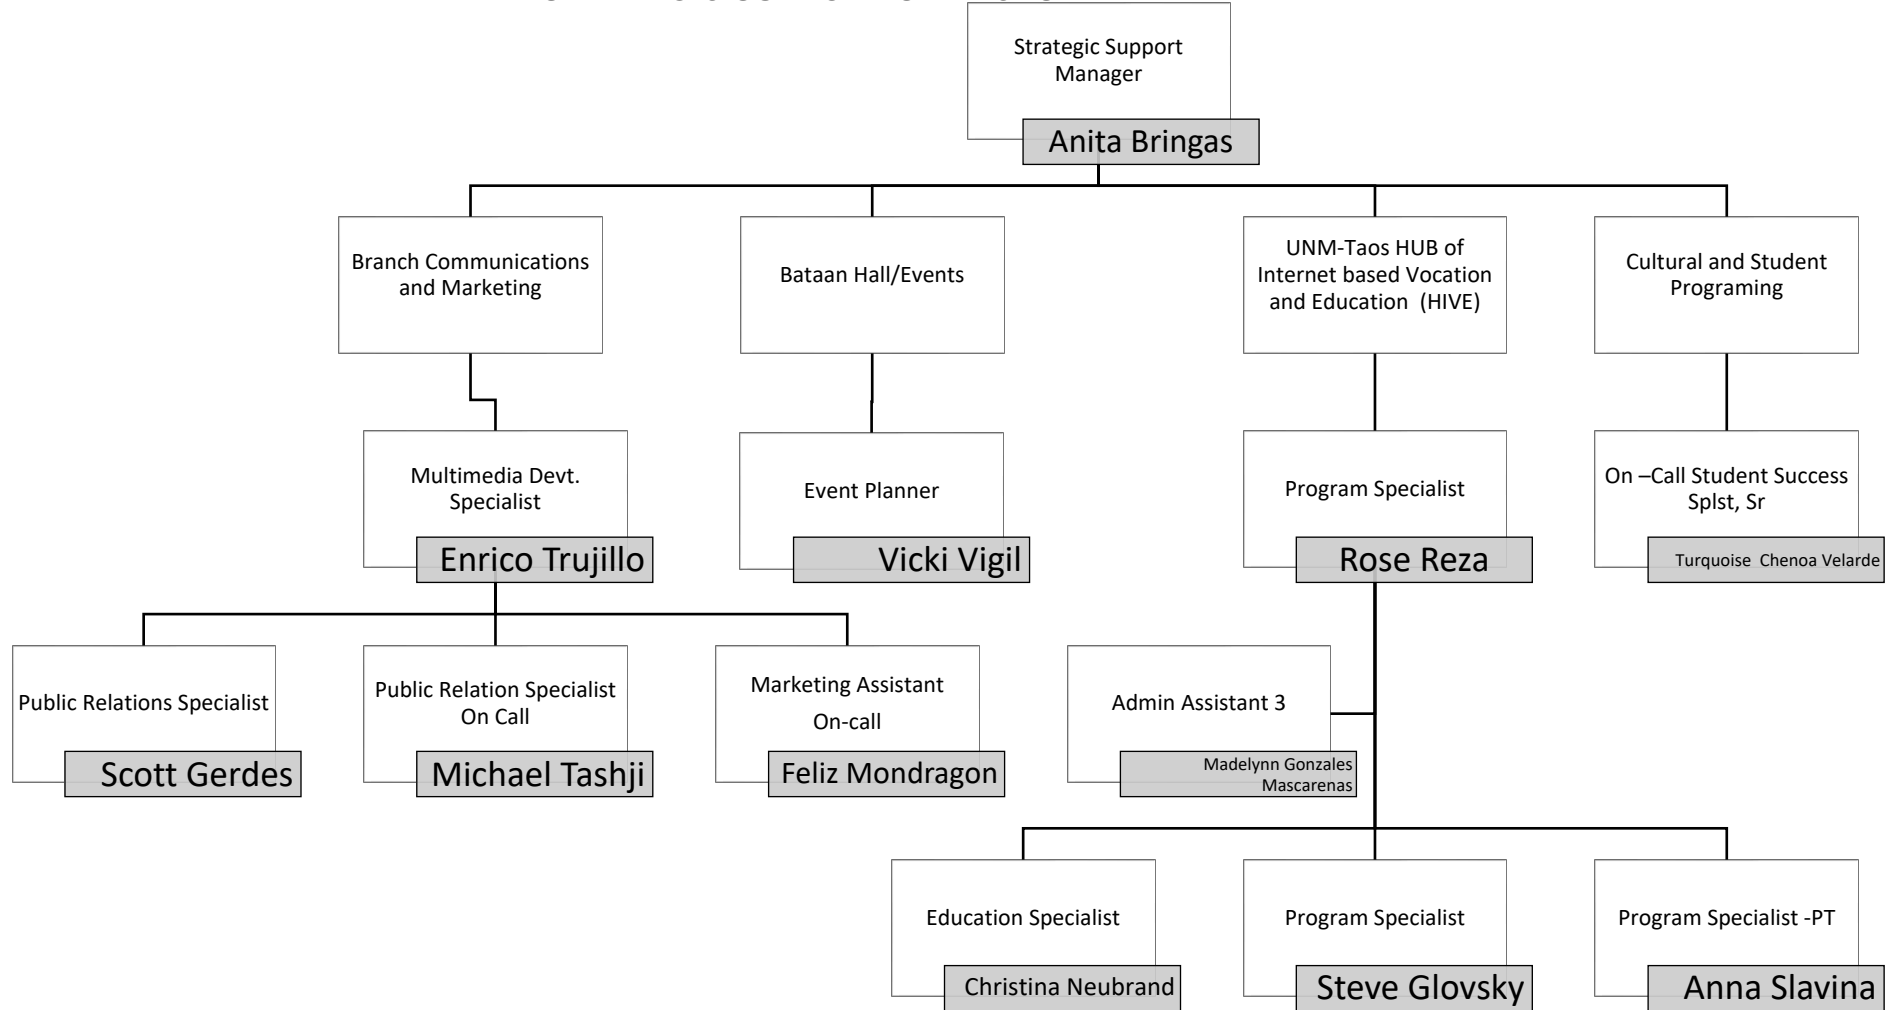 Strategic Support
Manager
Anita Bringas
Branch Communications
and Marketing
Bataan Hall/Events
UNM-Taos HUB of
Internet based Vocation
and Education (HIVE)
Cultural and Student
Programing
Multimedia Devt.
Specialist
Enrico Trujillo
Event Planner
Vicki Vigil
Program Specialist
Rose Reza
On –Call Student Success
Splst, Sr
Turquoise Chenoa Velarde
Public Relations Specialist
Scott Gerdes
Public Relation Specialist
On Call
Michael Tashji
Marketing Assistant
On-call
Feliz Mondragon
Admin Assistant 3
Madelynn Gonzales
Mascarenas
Education Specialist
Christina Neubrand
Program Specialist
Steve Glovsky
Program Specialist -PT
Anna Slavina